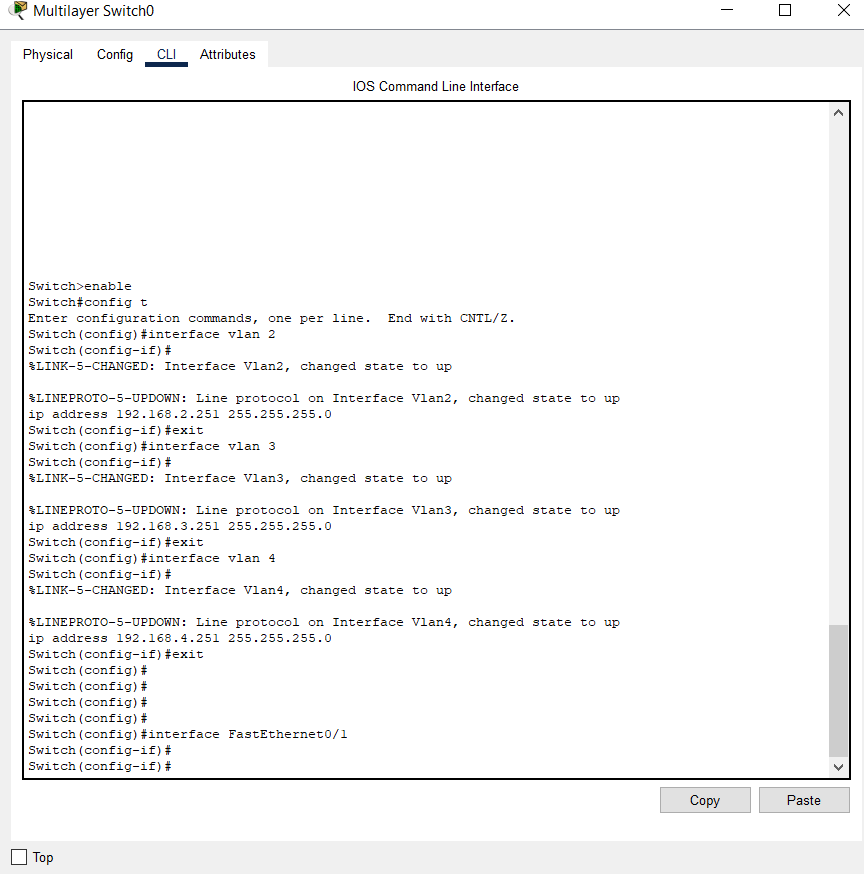 Multilayer Switch0
Physical Config CLI Attributes
IOS Command Line Interface
Switch>enable
Switch#config t
Enter configuration commands, one per line.  End with CNTL/Z.
Switch(config)#interface vlan 2
Switch(config-if)#
%LINK-5-CHANGED: Interface Vlan2, changed state to up
%LINEPROTO-5-UPDOWN: Line protocol on Interface Vlan2, changed state to up
ip address 192.168.2.251 255.255.255.0
Switch(config-if)#exit
Switch(config)#interface vlan 3
Switch(config-if)#
%LINK-5-CHANGED: Interface Vlan3, changed state to up
%LINEPROTO-5-UPDOWN: Line protocol on Interface Vlan3, changed state to up
ip address 192.168.3.251 255.255.255.0
Switch(config-if)#exit
Switch(config)#interface vlan 4
Switch(config-if)#
%LINK-5-CHANGED: Interface Vlan4, changed state to up
%LINEPROTO-5-UPDOWN: Line protocol on Interface Vlan4, changed state to up
ip address 192.168.4.251 255.255.255.0
Switch(config-if)#exit
Switch(config)#
Switch(config)#
Switch(config)#
Switch(config)#
Switch(config)#interface FastEthernet0/1
Switch(config-if)#
Switch(config-if)#
Copy Paste
Top